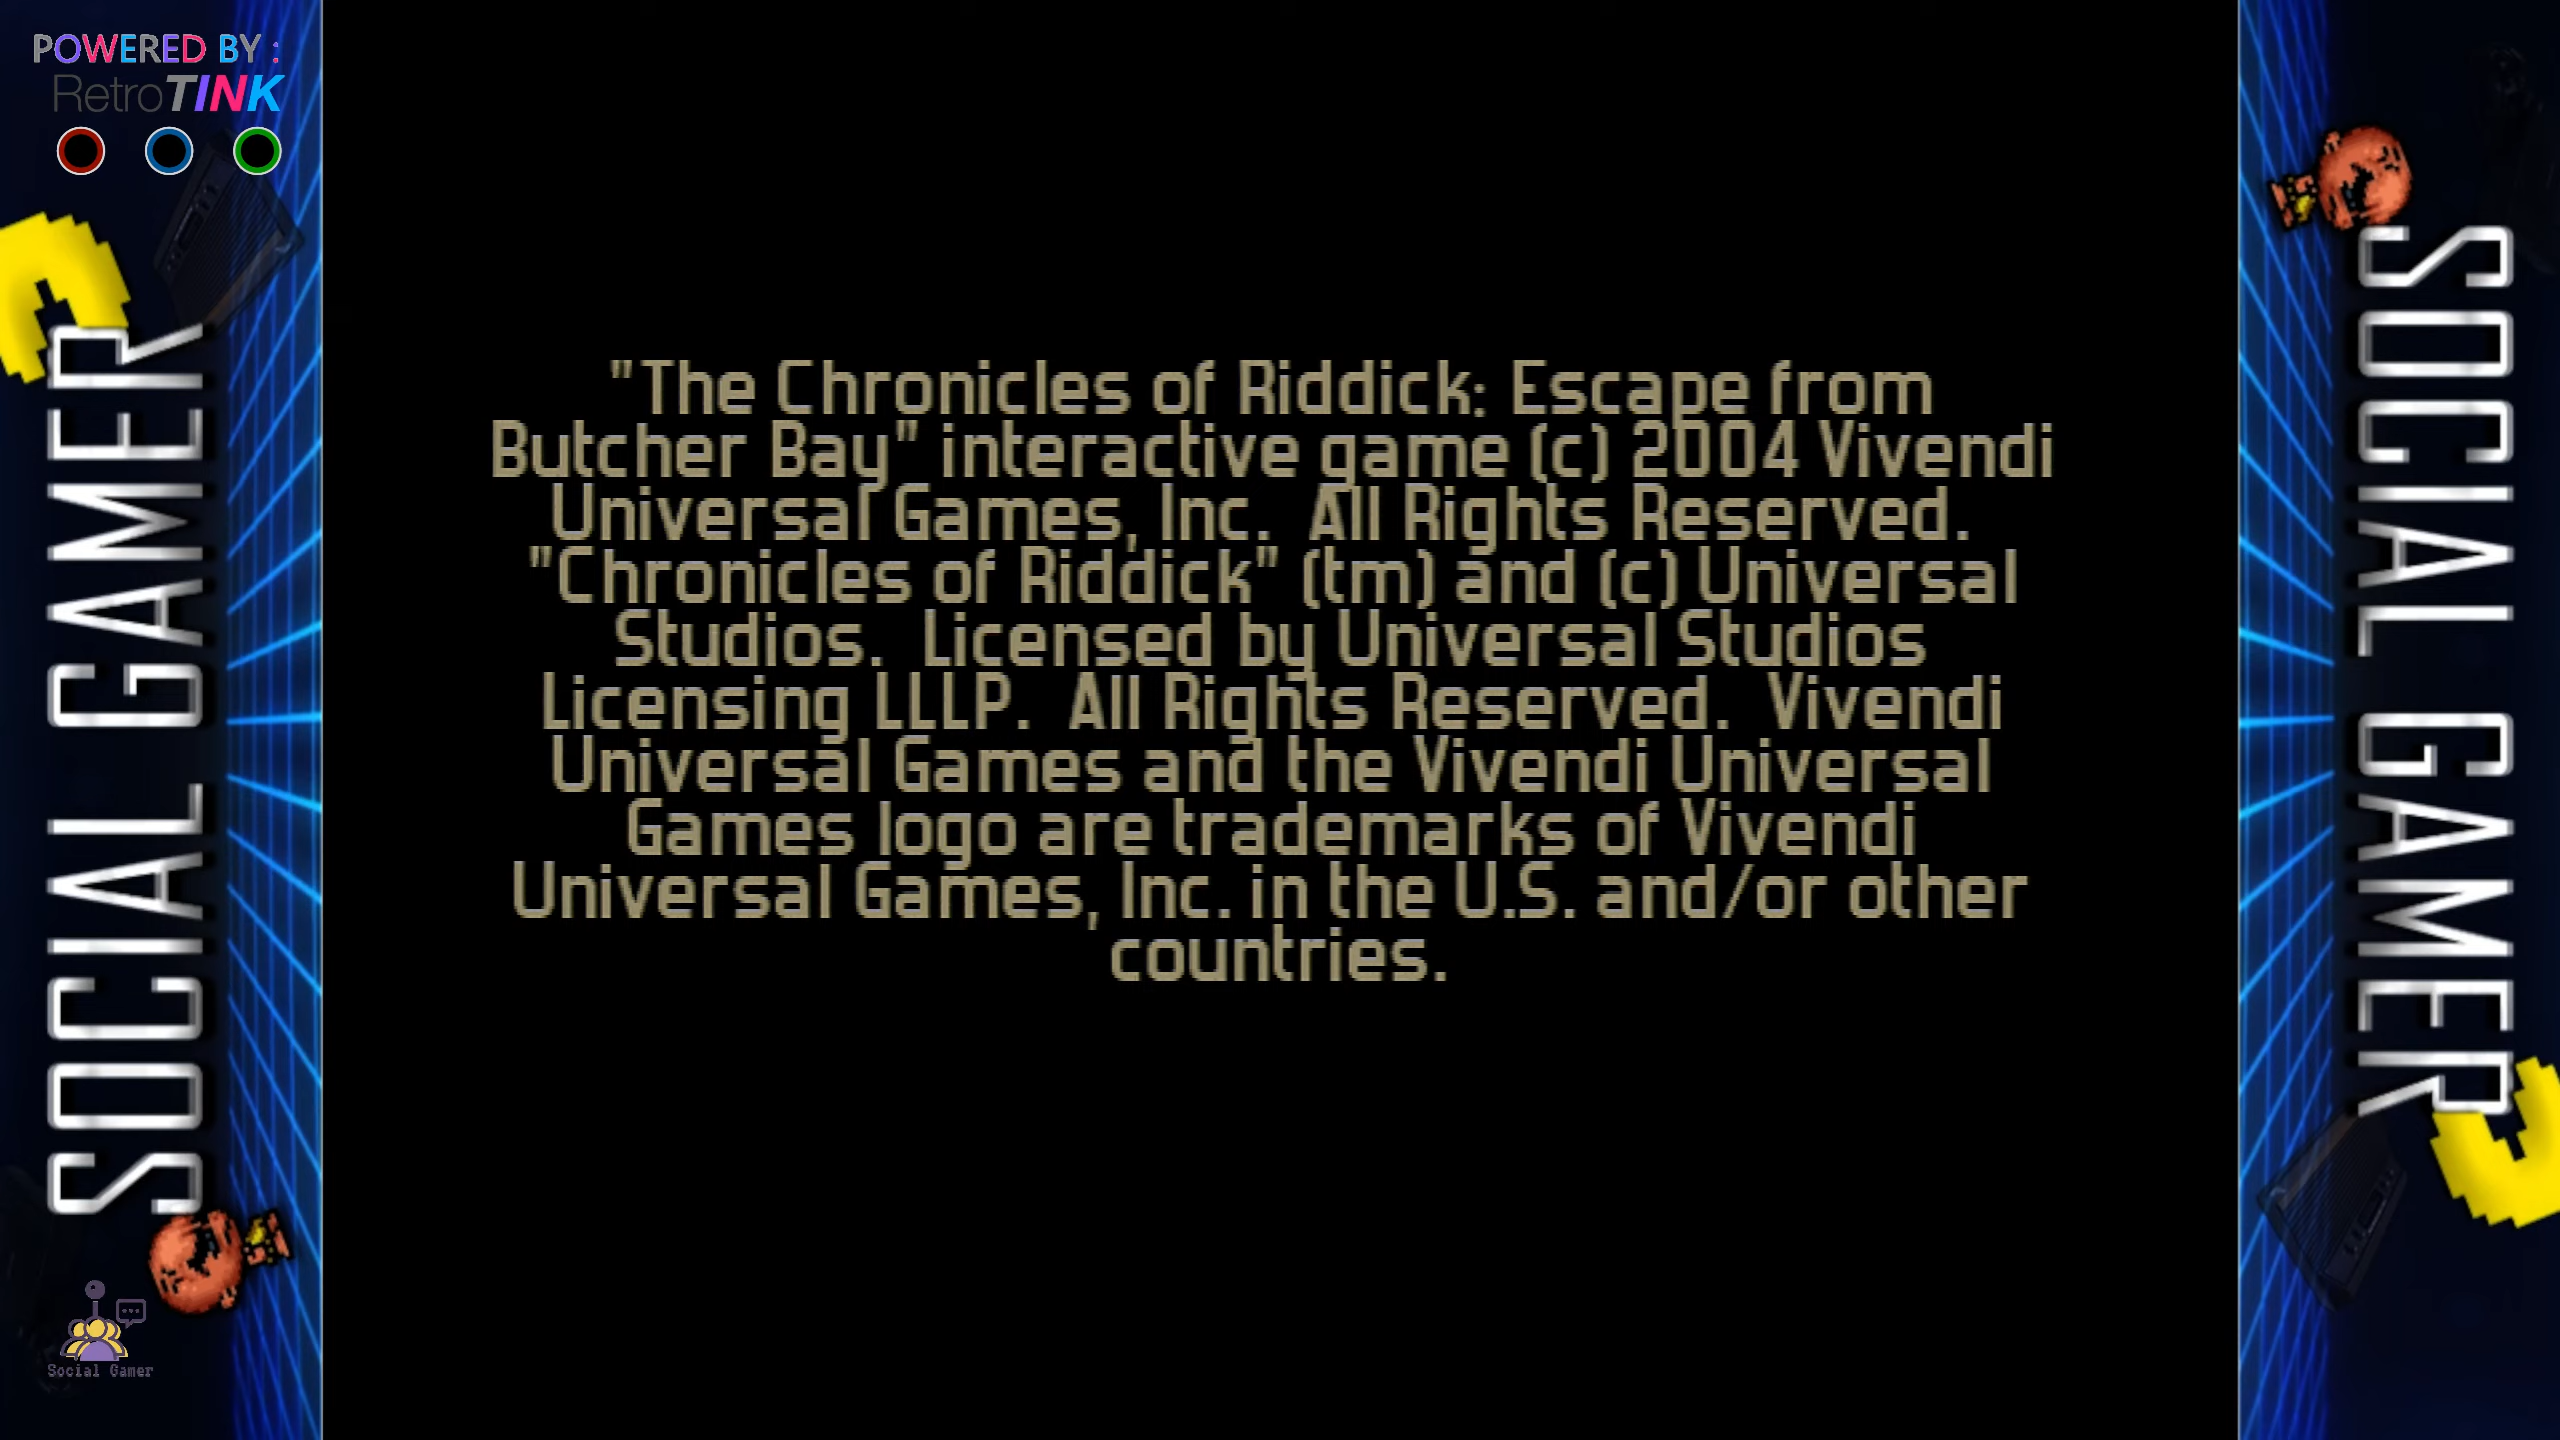 POWERED BY :
RetroTINK
SOCIAL GAMER
"The Chronicles of Riddick: Escape from
Butcher Bay" interactive game (c) 2004 Vivendi
Universal Games, Inc.  All Rights Reserved.
"Chronicles of Riddick" (tm) and (c) Universal
Studios.  Licensed by Universal Studios
Licensing LLLP.  All Rights Reserved.  Vivendi
Universal Games and the Vivendi Universal
Games logo are trademarks of Vivendi
Universal Games, Inc. in the U.S. and/or other
countries.
SOCIAL GAMER
Social Gamer